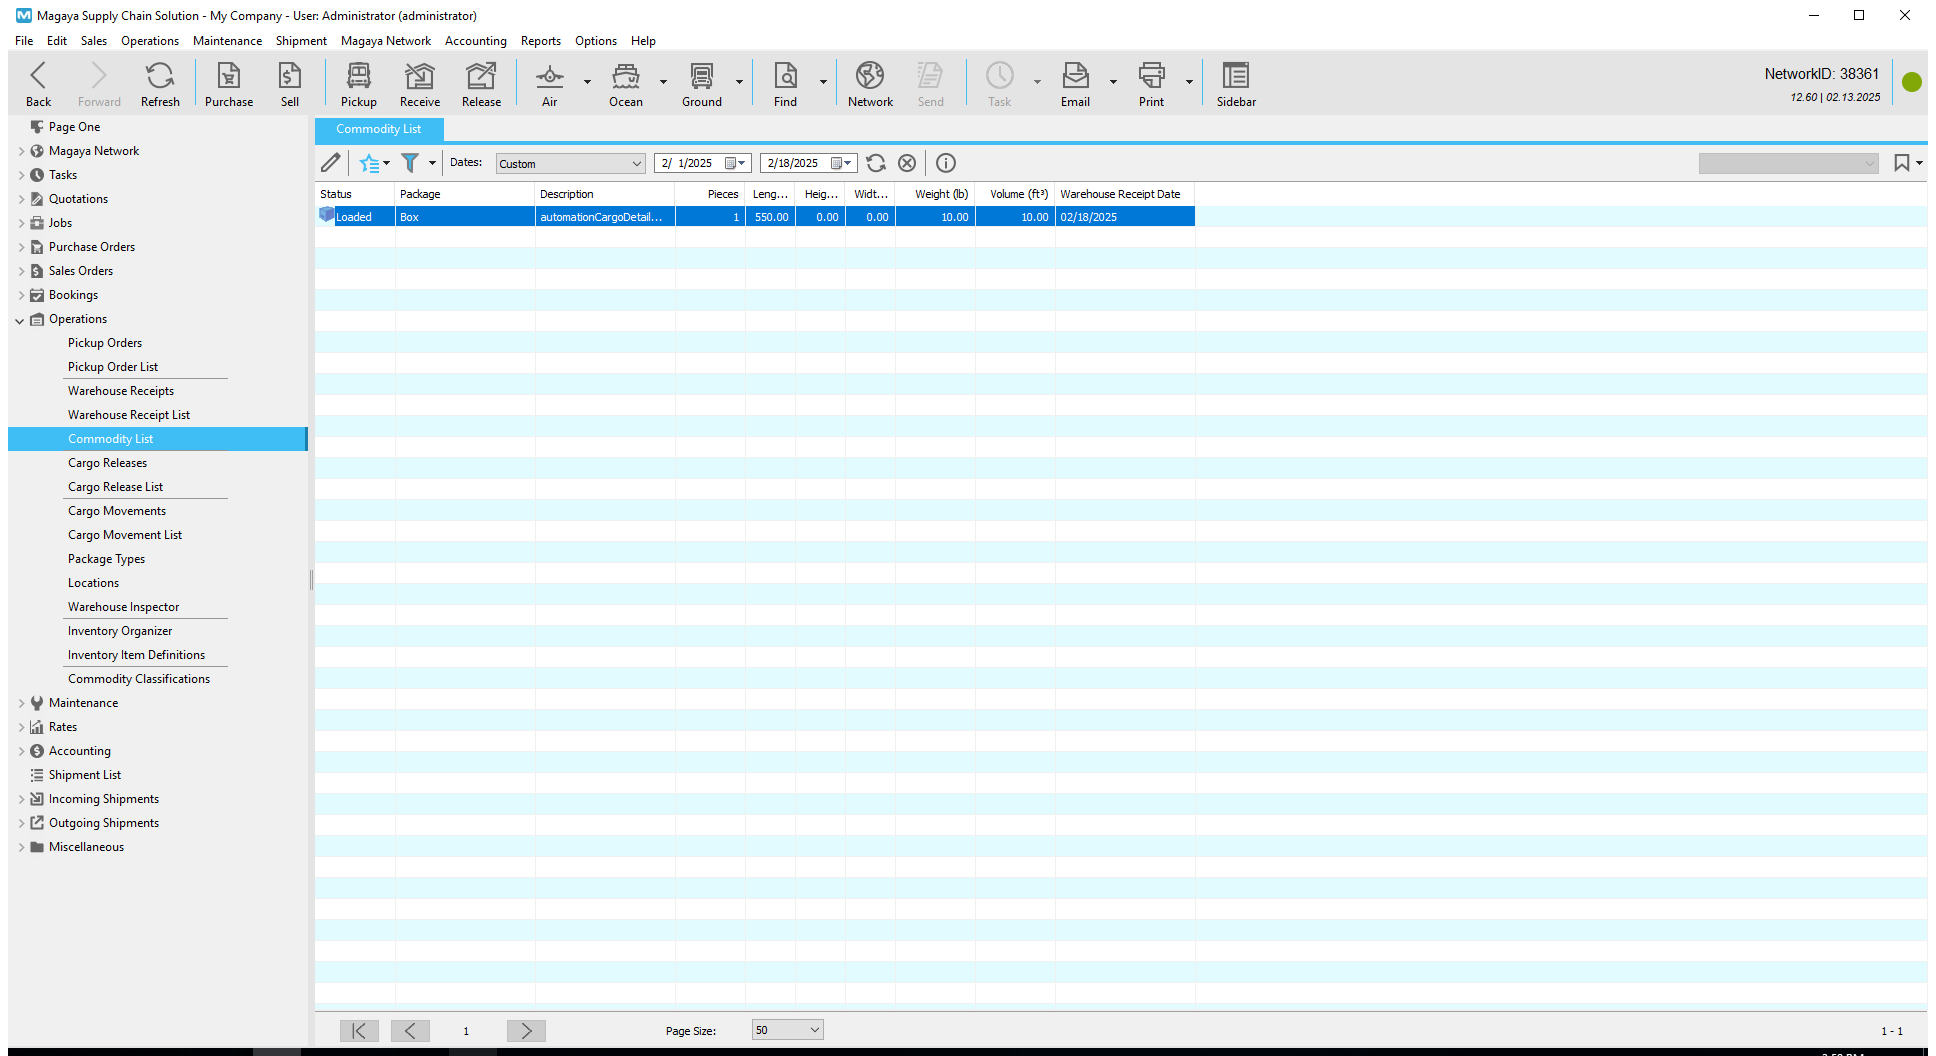 Magaya Supply Chain Solution - My Company - User: Administrator (administrator)
File Edit Sales Operations Maintenance Shipment Magaya Network Accounting Reports Options Help
Back Forward Refresh Purchase Sell Pickup Receive Release Air Ocean Ground Find Network Send Task Email Print Sidebar
NetworkID: 38361
12.60 | 02.13.2025
Page One
Magaya Network
Tasks
Quotations
Jobs
Purchase Orders
Sales Orders
Bookings
Operations
Pickup Orders
Pickup Order List
Warehouse Receipts
Warehouse Receipt List
Commodity List
Cargo Releases
Cargo Release List
Cargo Movements
Cargo Movement List
Package Types
Locations
Warehouse Inspector
Inventory Organizer
Inventory Item Definitions
Commodity Classifications
Maintenance
Rates
Accounting
Shipment List
Incoming Shipments
Outgoing Shipments
Miscellaneous
Commodity List
Dates: Custom 2/ 1/2025 2/18/2025
Status Package Description Pieces Leng... Heig... Widt... Weight (lb) Volume (ft³) Warehouse Receipt Date
Loaded Box automationCargoDetail... 1 550.00 0.00 0.00 10.00 10.00 02/18/2025
1 Page Size: 50 1 - 1